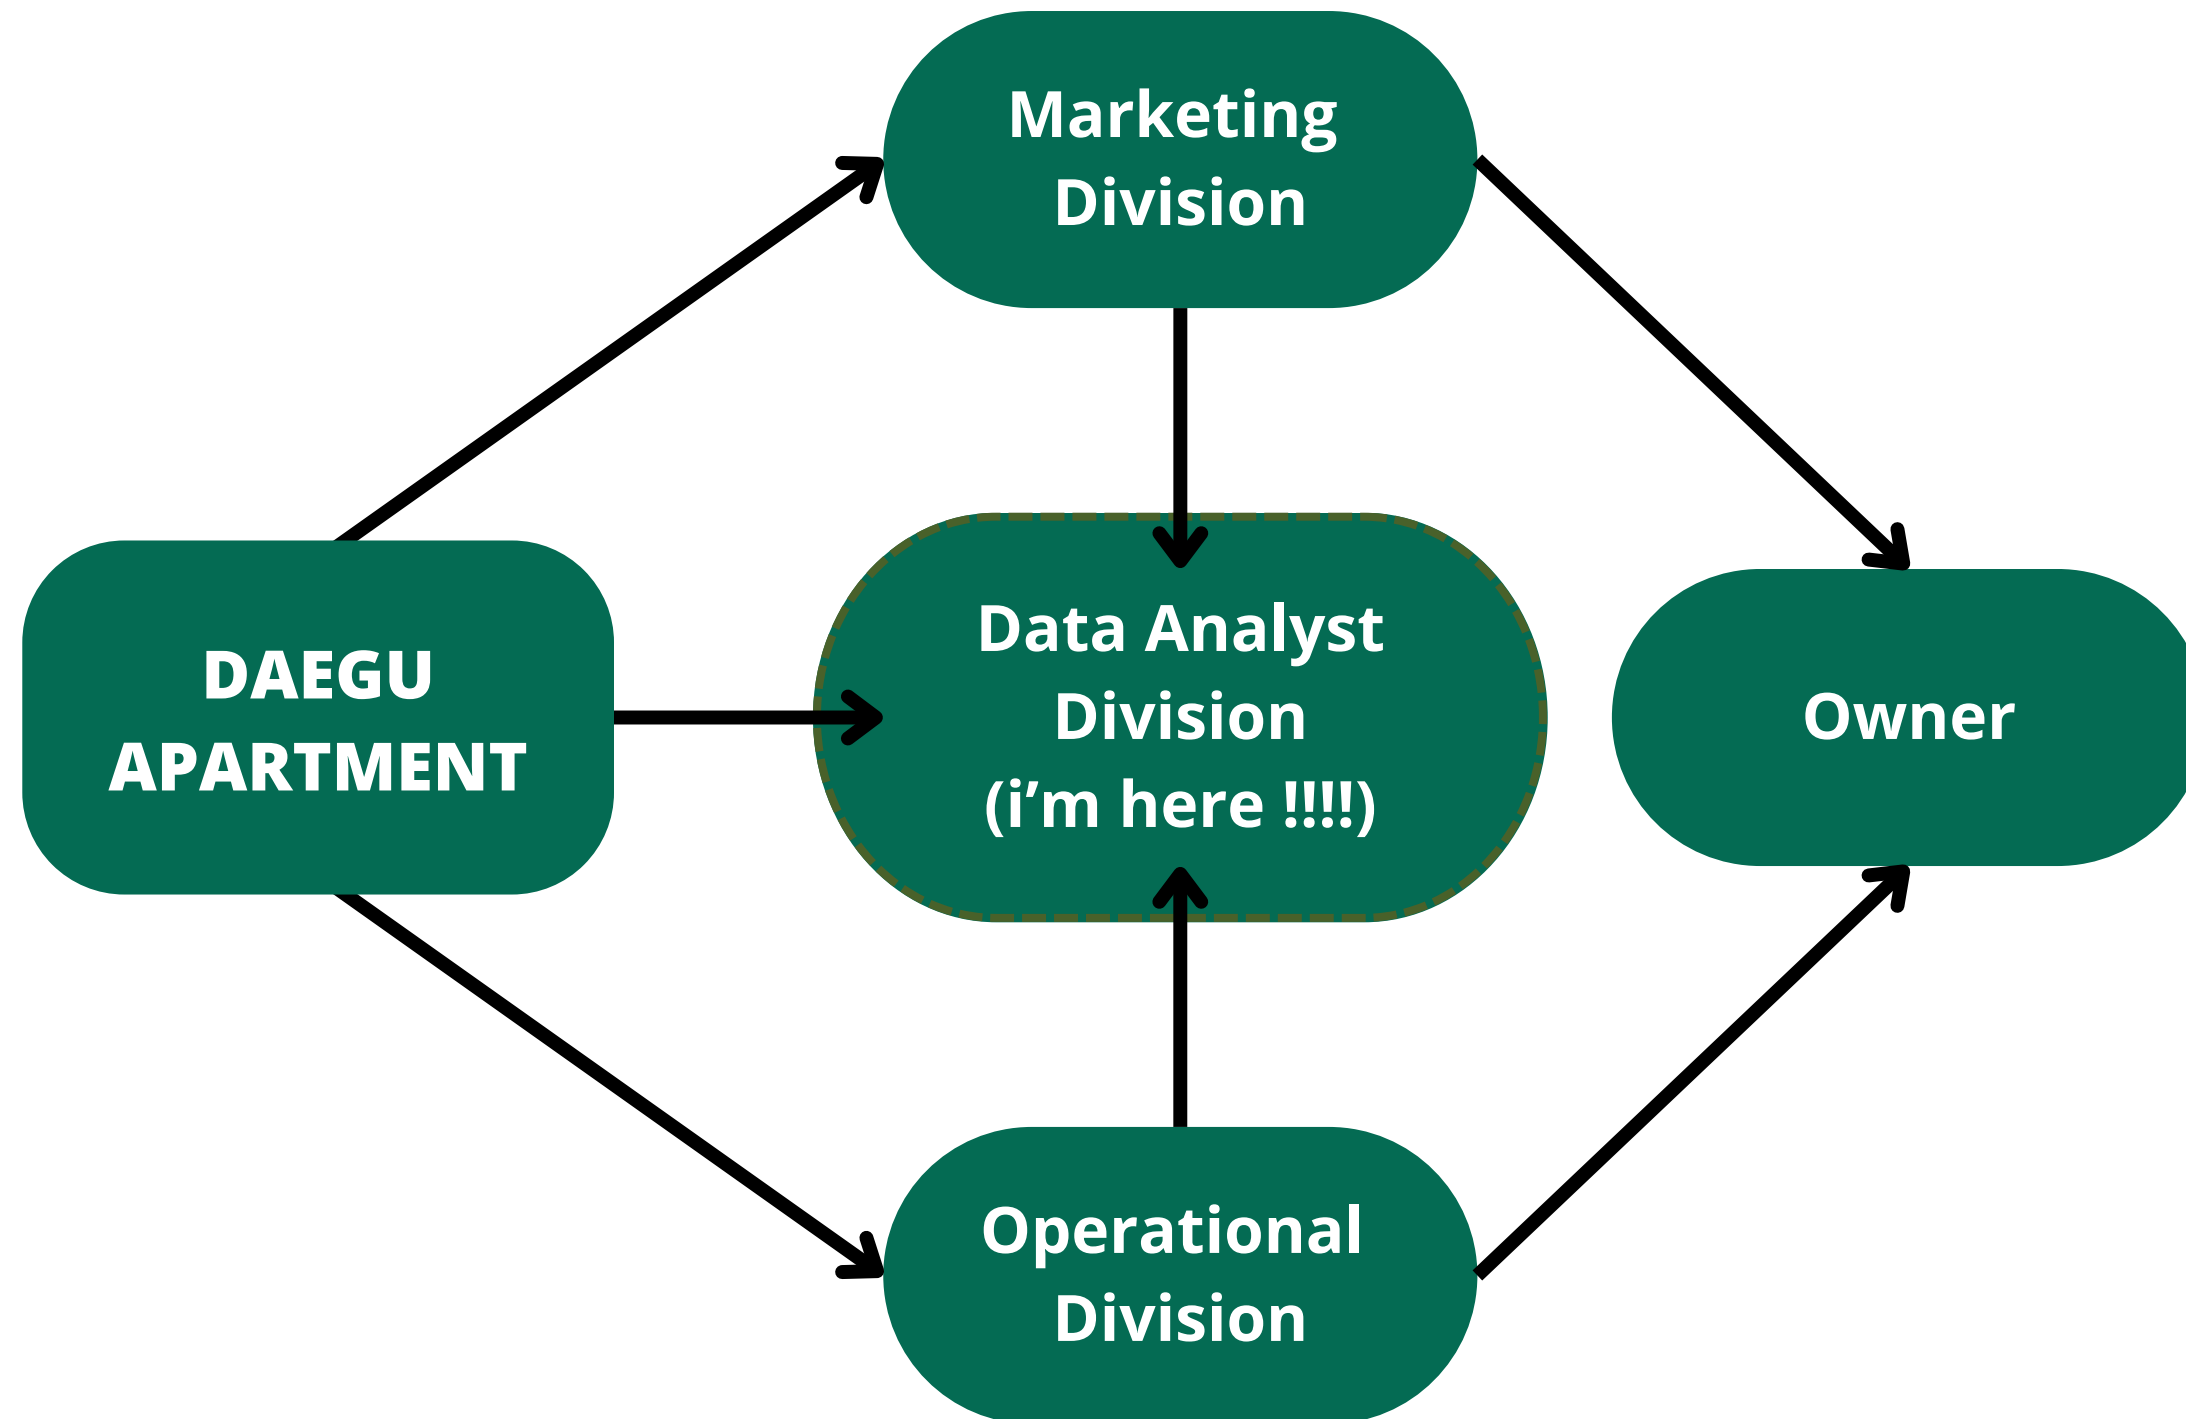 Marketing
Division
DAEGU
APARTMENT
Data Analyst
Division
(i’m here !!!!)
Owner
Operational
Division